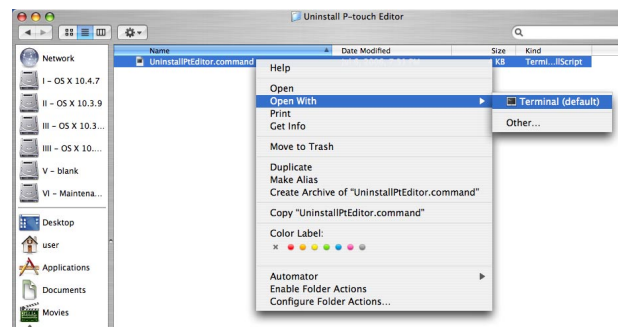 Uninstall P-touch Editor
Name
Date Modified
Size
Kind
UninstallPtEditor.command
KB
Termi...llScript
Network
I – OS X 10.4.7
II – OS X 10.3.9
III – OS X 10.3...
IIII – OS X 10....
V – blank
VI – Maintena...
Desktop
user
Applications
Documents
Movies
Help
Open
Open With
Print
Get Info
Move to Trash
Duplicate
Make Alias
Create Archive of "UninstallPtEditor.command"
Copy "UninstallPtEditor.command"
Color Label:
Automator
Enable Folder Actions
Configure Folder Actions...
Terminal (default)
Other...